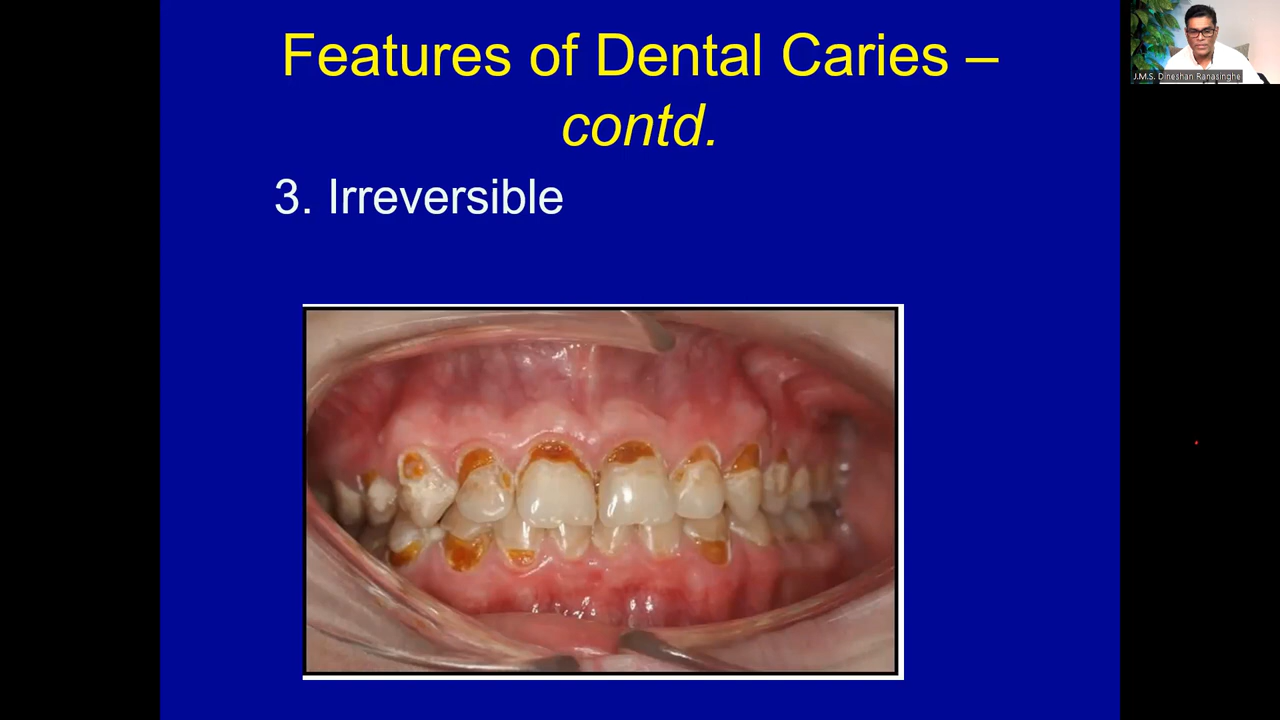 Features of Dental Caries –
contd.
3. Irreversible
J.M.S. Dineshan Ranasinghe